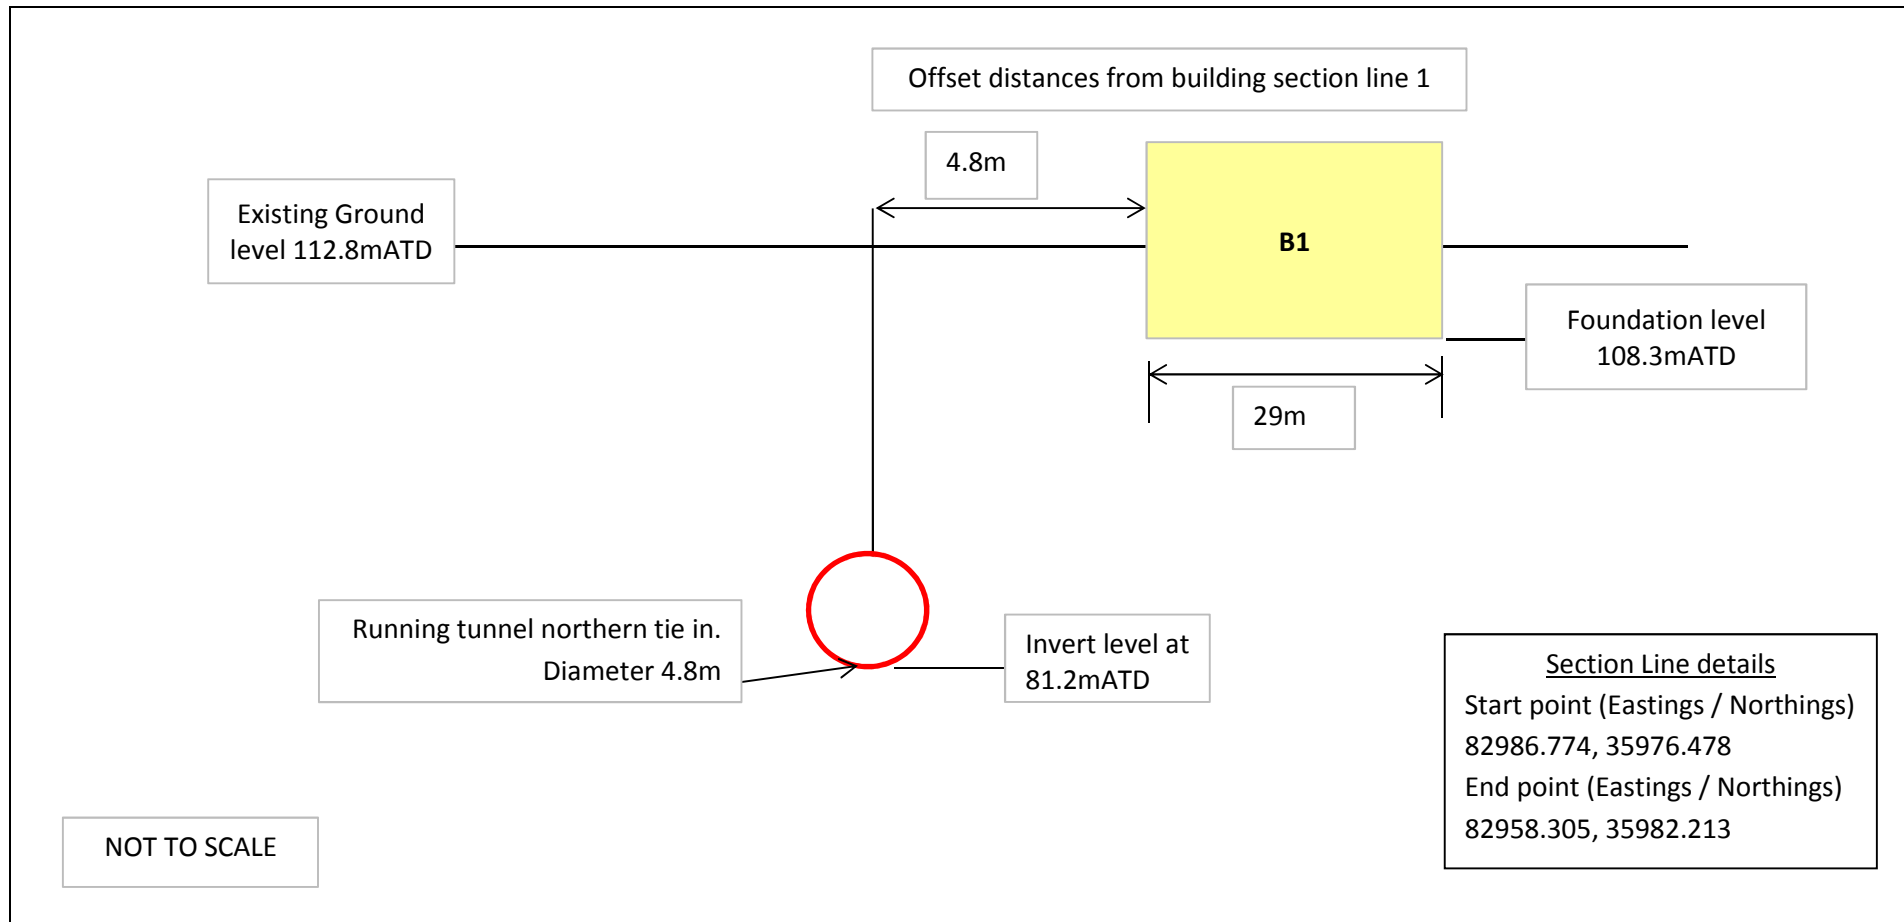 Offset distances from building section line 1
4.8m
Existing Ground
level 112.8mATD
B1
Foundation level
108.3mATD
29m
Running tunnel northern tie in.
Diameter 4.8m
Invert level at
81.2mATD
Section Line details
Start point (Eastings / Northings)
82986.774, 35976.478
End point (Eastings / Northings)
82958.305, 35982.213
NOT TO SCALE